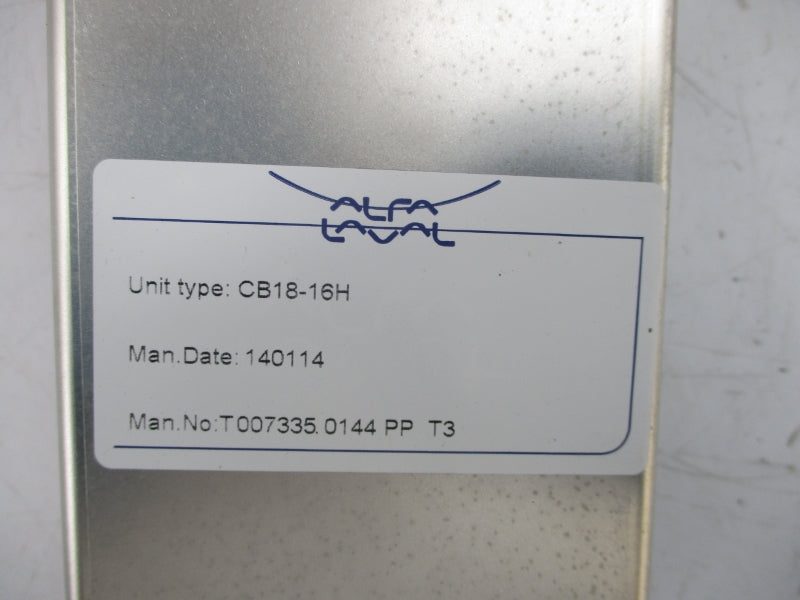 ALFA
LAVAL
Unit type: CB18-16H
Man.Date: 140114
Man.No:T007335.0144 PP T3